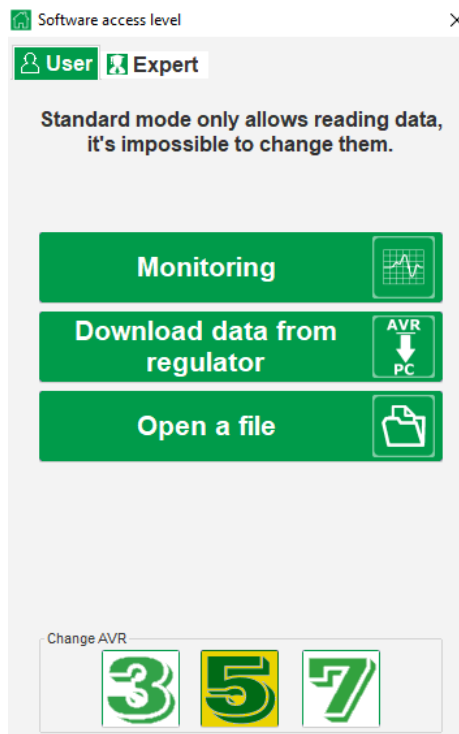 Software access level
User Expert
Standard mode only allows reading data,
it's impossible to change them.
Monitoring
Download data from
regulator
AVR
PC
Open a file
Change AVR
3 5 7